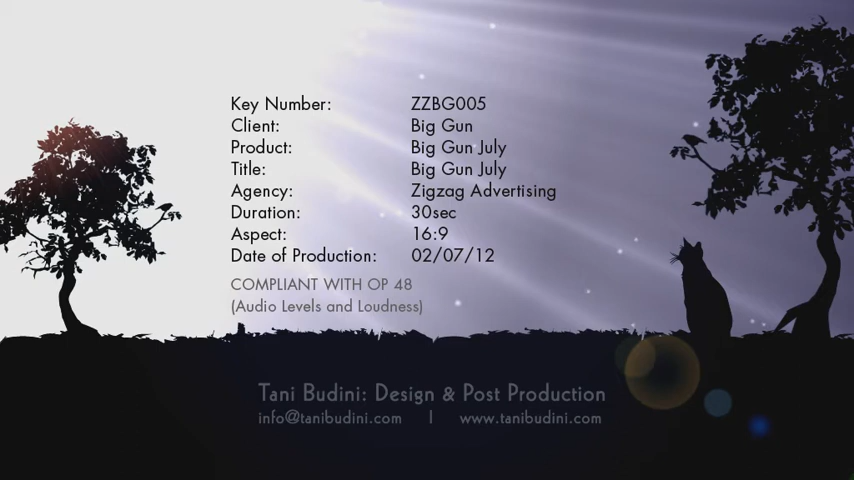 Key Number: ZZBG005
Client: Big Gun
Product: Big Gun July
Title: Big Gun July
Agency: Zigzag Advertising
Duration: 30sec
Aspect: 16:9
Date of Production: 02/07/12
COMPLIANT WITH OP 48
(Audio Levels and Loudness)
Tani Budini: Design & Post Production
info@tanibudini.com | www.tanibudini.com